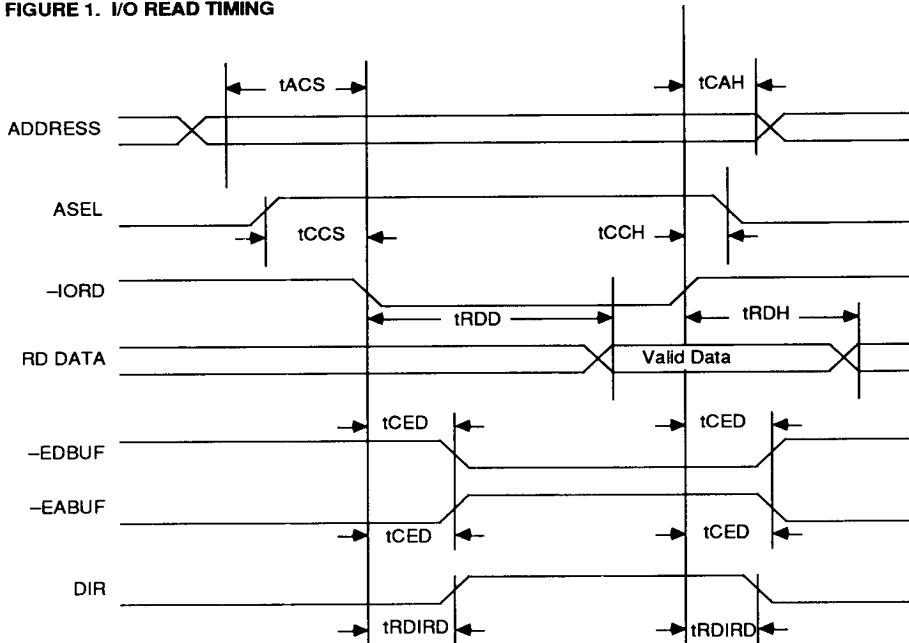 FIGURE 1. I/O READ TIMING
tACS
tCAH
ADDRESS
ASEL
tCCS
tCCH
–IORD
tRDD
tRDH
RD DATA
Valid Data
tCED
tCED
–EDBUF
–EABUF
tCED
tCED
DIR
tRDIRD
tRDIRD